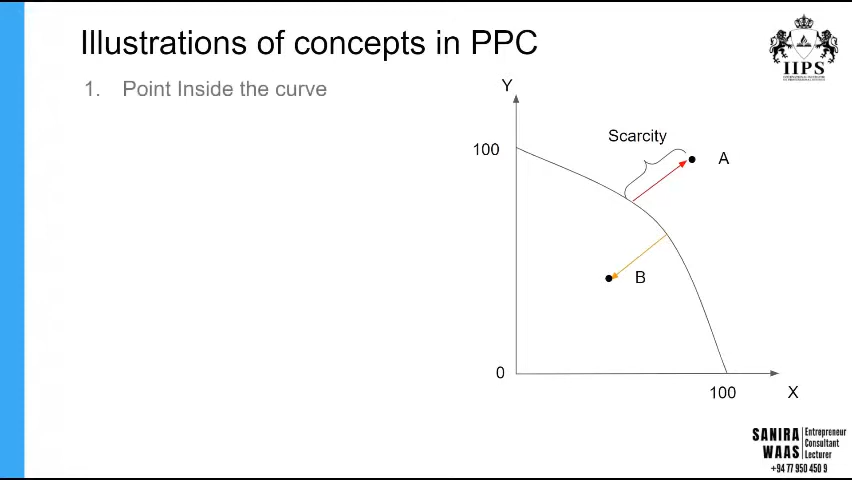 Illustrations of concepts in PPC
IIPS
1. Point Inside the curve
Y
Scarcity
100
A
B
0
100
X
SANIRA WAAS
Entrepreneur
Consultant
Lecturer
+94 77 950 450 9